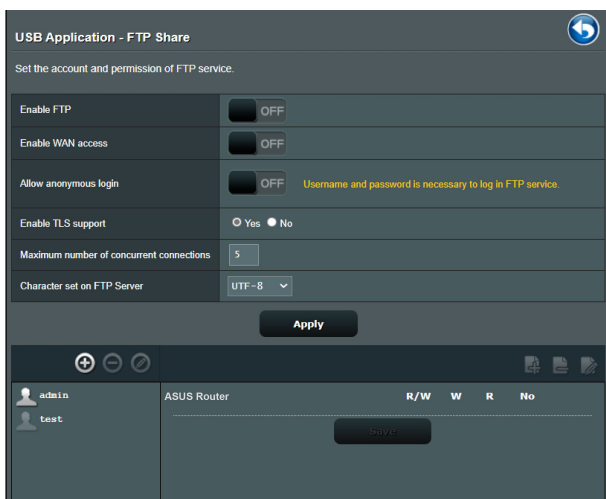 USB Application - FTP Share
Set the account and permission of FTP service.
Enable FTP OFF
Enable WAN access OFF
Allow anonymous login OFF Username and password is necessary to log in FTP service.
Enable TLS support Yes No
Maximum number of concurrent connections 5
Character set on FTP Server UTF-8
Apply
admin ASUS Router R/W W R No
test
Save